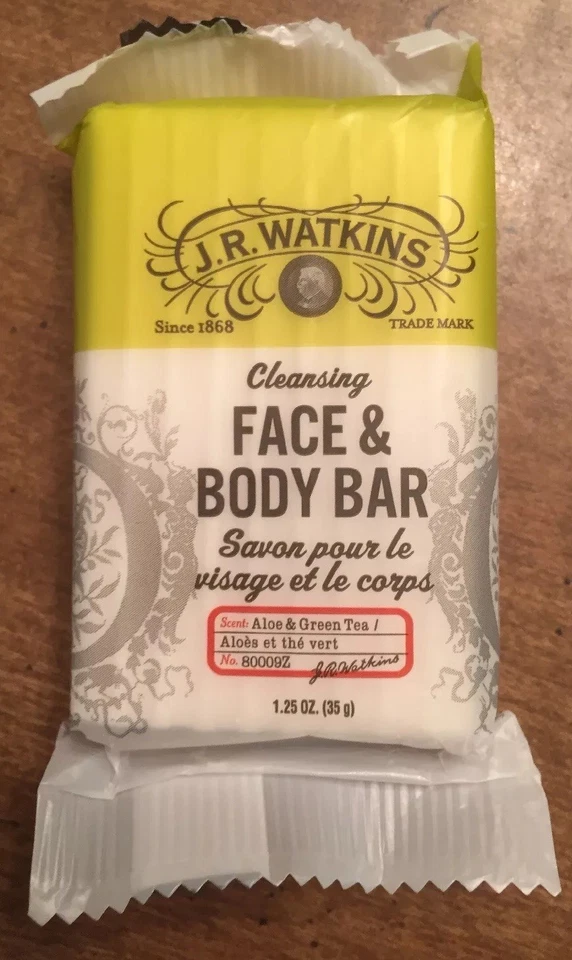 J.R. WATKINS
Since 1868 TRADE MARK
Cleansing
FACE &
BODY BAR
Savon pour le
visage et le corps
Scent: Aloe & Green Tea /
Aloès et thé vert
No. 80009Z J.R. Watkins
1.25 OZ. (35 g)